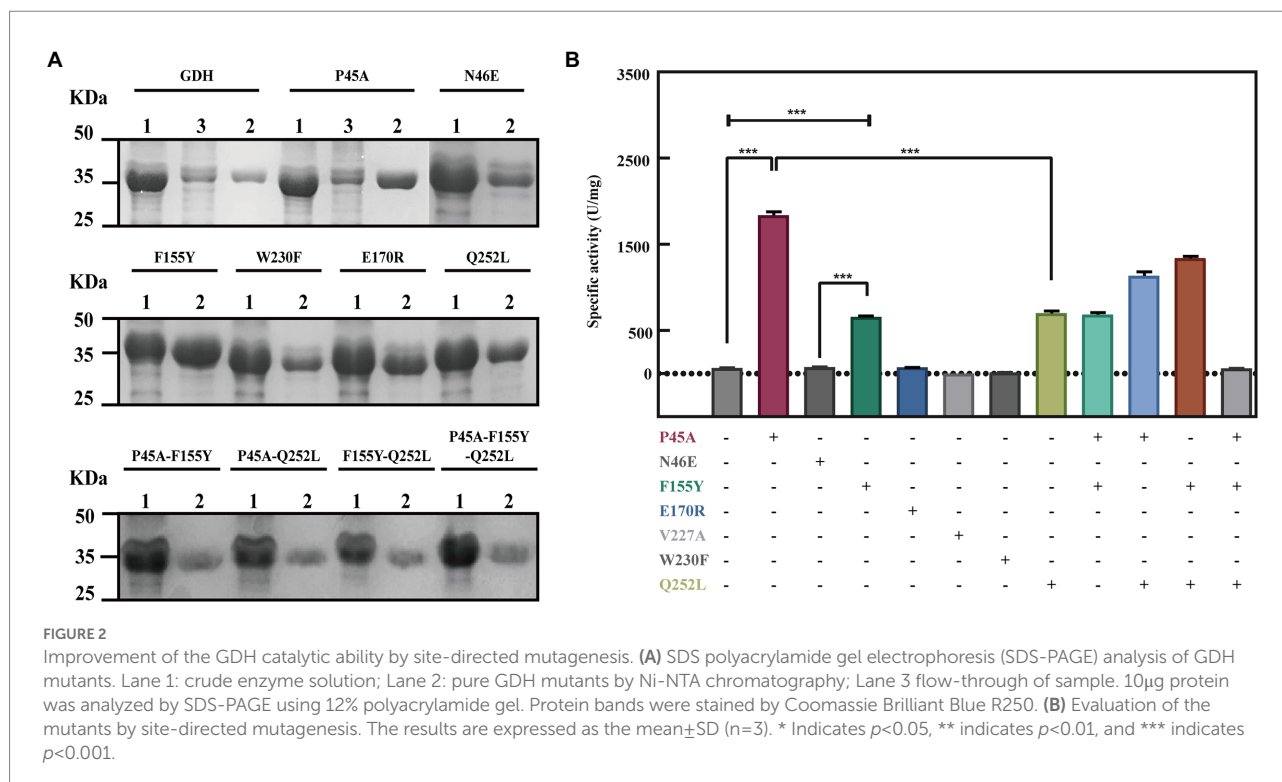 A
GDH P45A N46E
KDa
1 3 2 1 3 2 1 2
50
35
25
F155Y W230F E170R Q252L
KDa
1 2 1 2 1 2 1 2
50
35
25
P45A-F155Y P45A-Q252L F155Y-Q252L P45A-F155Y
-Q252L
KDa
1 2 1 2 1 2 1 2
50
35
25
B
Specific activity (U/mg)
3500
2500
1500
500
0
***
*** ***
***
P45A - + - - - - - - + + - +
N46E - - + - - - - - - - - -
F155Y - - - + - - - - + - + +
E170R - - - - + - - - - - - -
V227A - - - - - + - - - - - -
W230F - - - - - - + - - - - -
Q252L - - - - - - - + - + + +
FIGURE 2
Improvement of the GDH catalytic ability by site-directed mutagenesis. (A) SDS polyacrylamide gel electrophoresis (SDS-PAGE) analysis of GDH
mutants. Lane 1: crude enzyme solution; Lane 2: pure GDH mutants by Ni-NTA chromatography; Lane 3 flow-through of sample. 10μg protein
was analyzed by SDS-PAGE using 12% polyacrylamide gel. Protein bands were stained by Coomassie Brilliant Blue R250. (B) Evaluation of the
mutants by site-directed mutagenesis. The results are expressed as the mean±SD (n=3). * Indicates p<0.05, ** indicates p<0.01, and *** indicates
p<0.001.